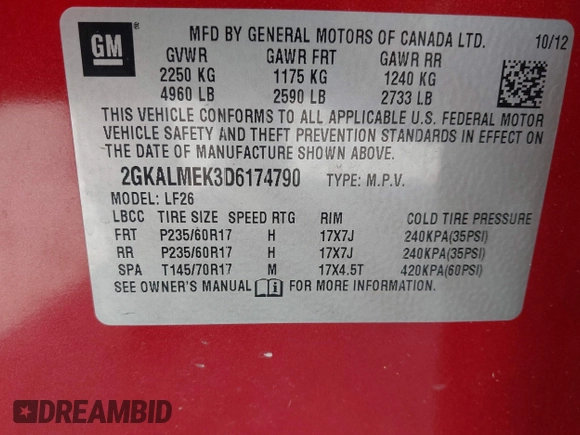 GM
MFD BY GENERAL MOTORS OF CANADA LTD. 10/12
GVWR GAWR FRT GAWR RR
2250 KG 1175 KG 1240 KG
4960 LB 2590 LB 2733 LB
THIS VEHICLE CONFORMS TO ALL APPLICABLE U.S. FEDERAL MOTOR
VEHICLE SAFETY AND THEFT PREVENTION STANDARDS IN EFFECT ON
THE DATE OF MANUFACTURE SHOWN ABOVE.
2GKALMEK3D6174790 TYPE: M.P.V.
MODEL: LF26
LBCC TIRE SIZE SPEED RTG RIM COLD TIRE PRESSURE
FRT P235/60R17 H 17X7J 240KPA(35PSI)
RR P235/60R17 H 17X7J 240KPA(35PSI)
SPA T145/70R17 M 17X4.5T 420KPA(60PSI)
SEE OWNER'S MANUAL FOR MORE INFORMATION.
DREAMBID